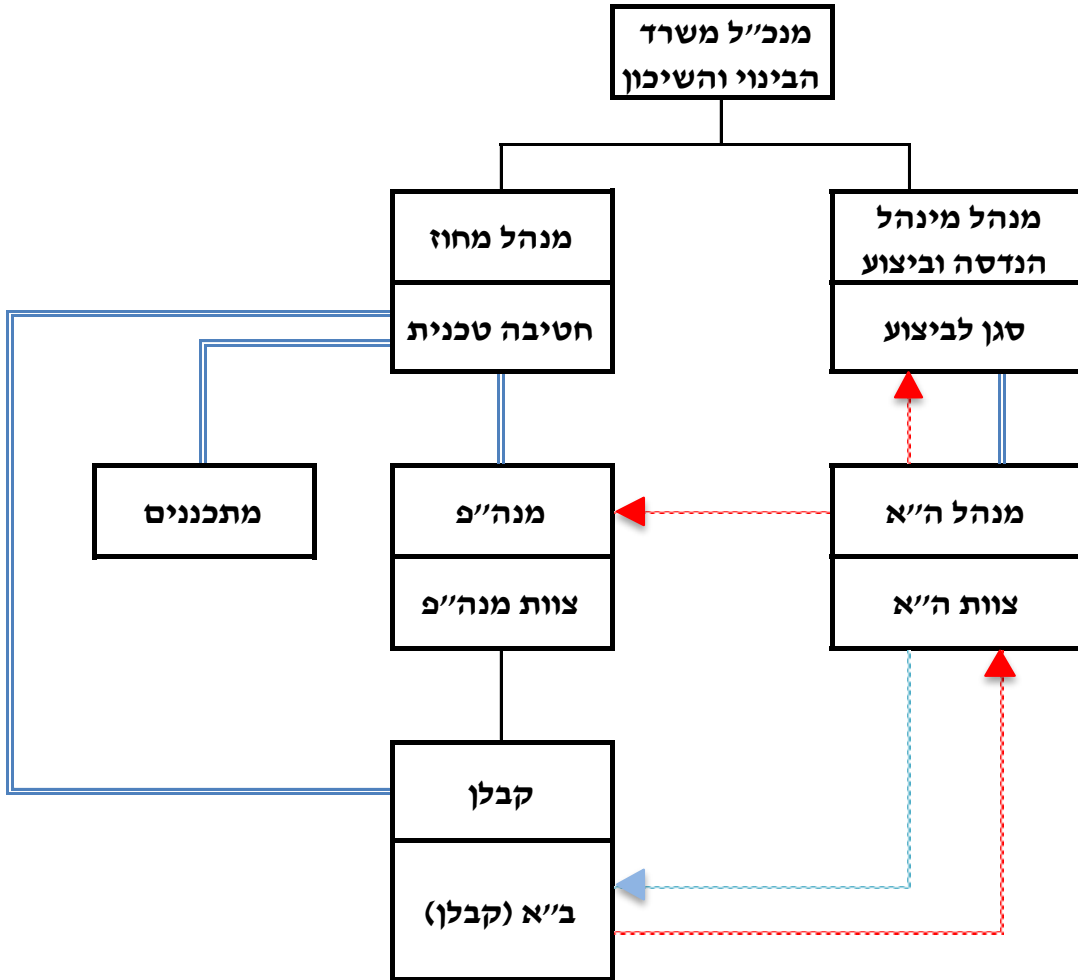 מנכ״ל משרד
הבינוי והשיכון
מנהל מינהל
הנדסה וביצוע
סגן לביצוע
מנהל מחוז
חטיבה טכנית
מנהל ה״א
צוות ה״א
מנה״פ
צוות מנה״פ
מתכננים
קבלן
ב״א (קבלן)